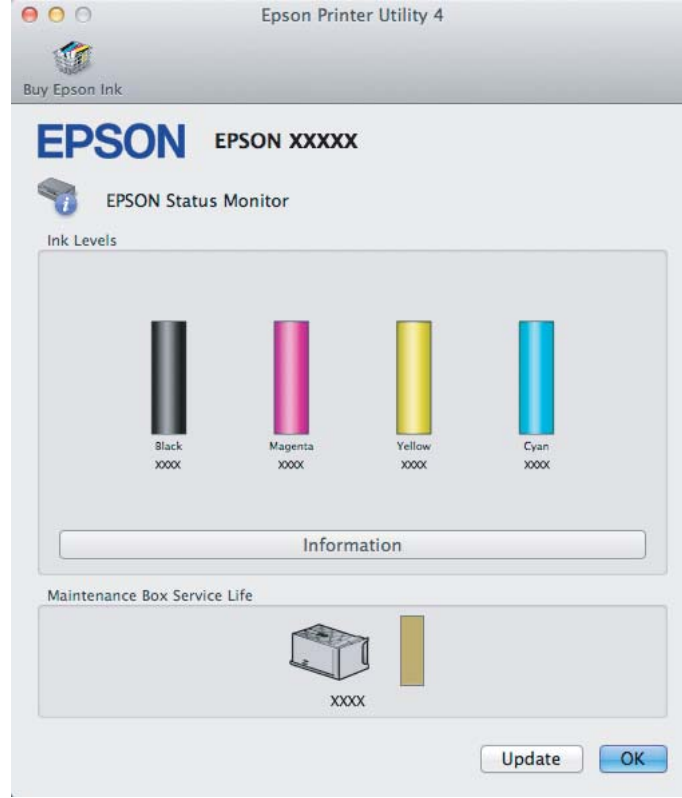 Epson Printer Utility 4
Buy Epson Ink
EPSON EPSON XXXXX
EPSON Status Monitor
Ink Levels
Black Magenta Yellow Cyan
XXXX XXXX XXXX XXXX
Information
Maintenance Box Service Life
XXXX
Update OK